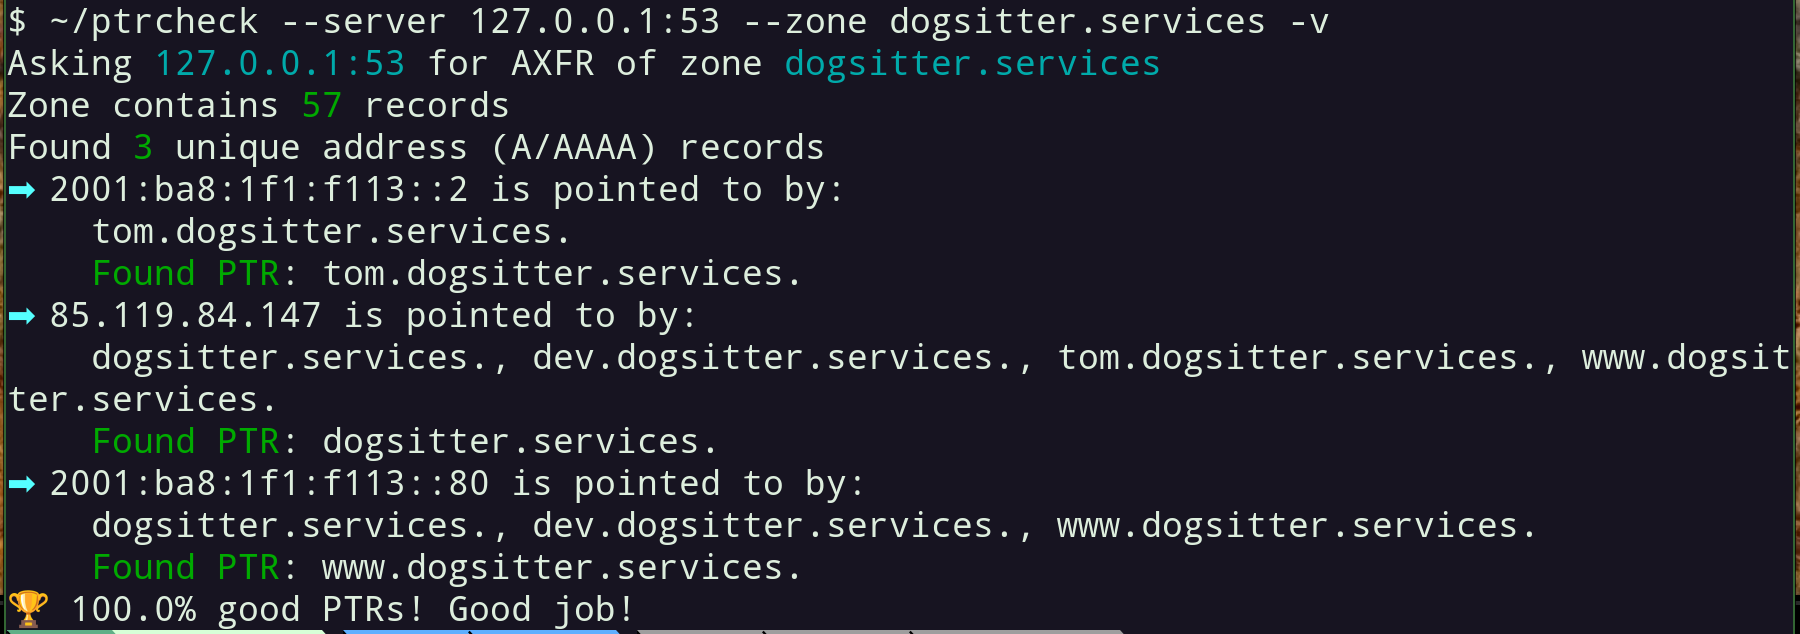 $ ~/ptrcheck --server 127.0.0.1:53 --zone dogsitter.services -v
Asking 127.0.0.1:53 for AXFR of zone dogsitter.services
Zone contains 57 records
Found 3 unique address (A/AAAA) records
➡ 2001:ba8:1f1:f113::2 is pointed to by:
    tom.dogsitter.services.
    Found PTR: tom.dogsitter.services.
➡ 85.119.84.147 is pointed to by:
    dogsitter.services., dev.dogsitter.services., tom.dogsitter.services., www.dogsit
ter.services.
    Found PTR: dogsitter.services.
➡ 2001:ba8:1f1:f113::80 is pointed to by:
    dogsitter.services., dev.dogsitter.services., www.dogsitter.services.
    Found PTR: www.dogsitter.services.
🏆 100.0% good PTRs! Good job!